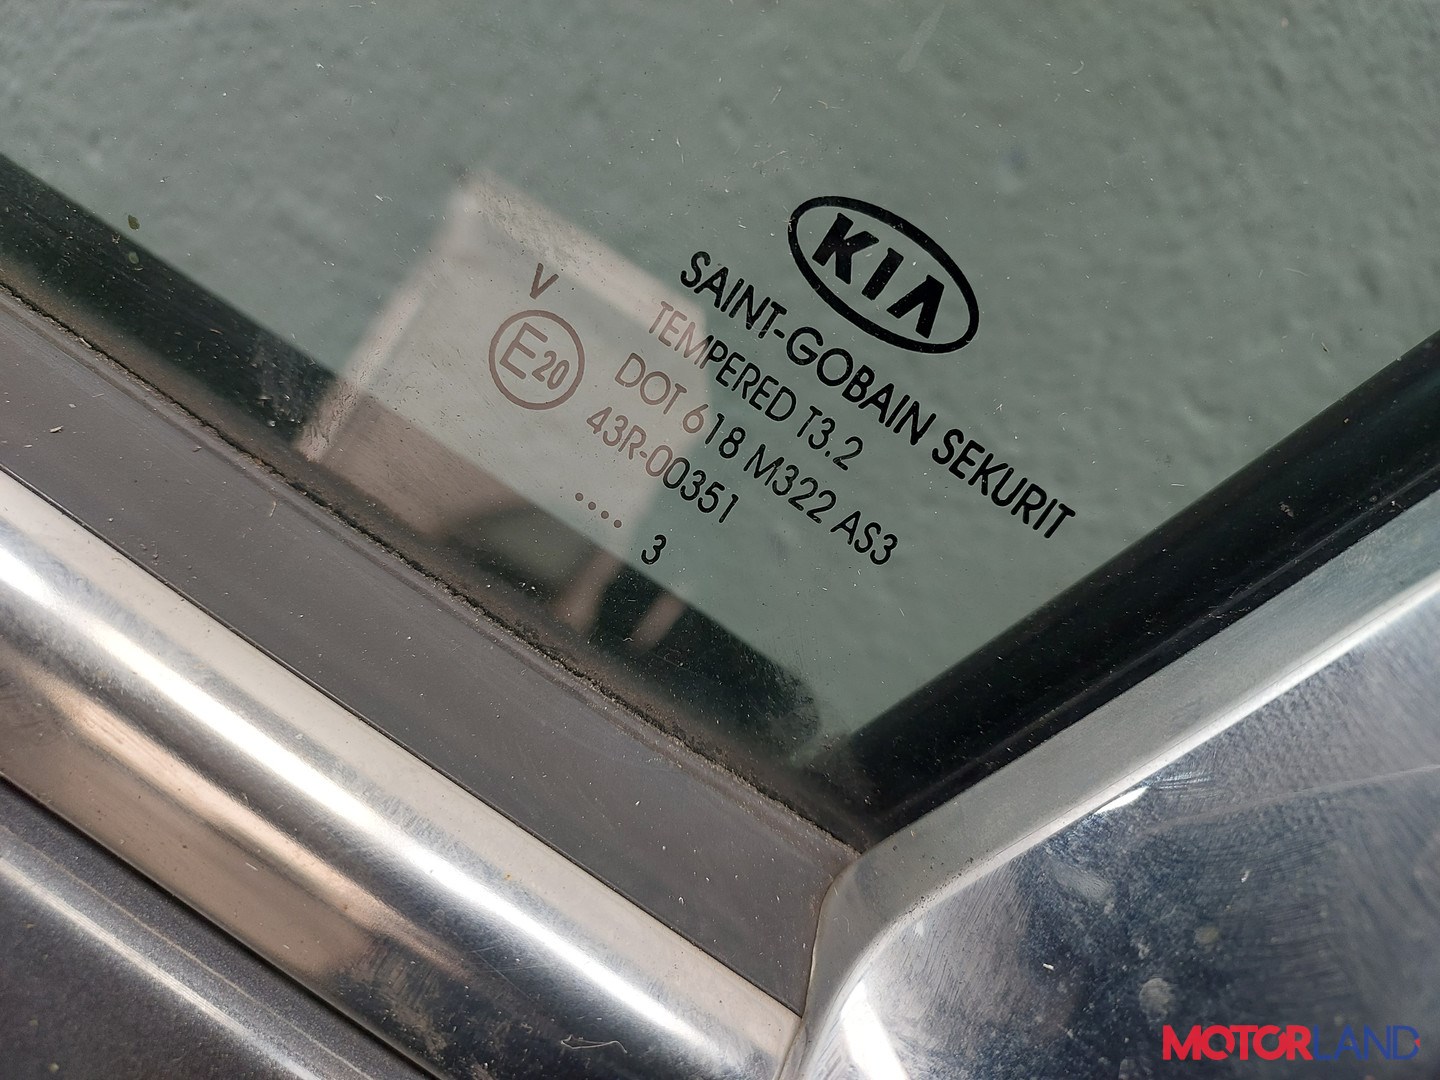 KIA
SAINT-GOBAIN SEKURIT
V TEMPERED T3.2
E20 DOT 618 M322 AS3
43R-00351
.... 3
MOTORLAND